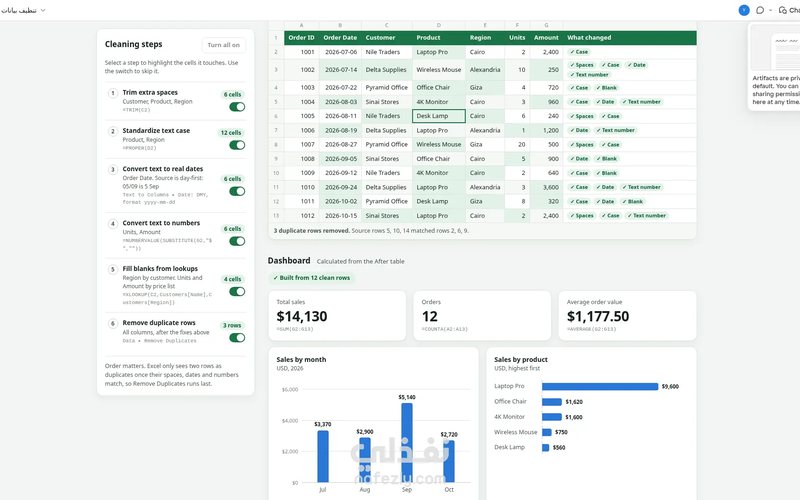 تنظيف بيانات
Cha
Cleaning steps
Turn all on
Select a step to highlight the cells it touches. Use
the switch to skip it.
1 Trim extra spaces 6 cells
Customer, Product, Region
=TRIM(C2)
2 Standardize text case 12 cells
Product, Region
=PROPER(D2)
3 Convert text to real dates 6 cells
Order Date. Source is day-first:
05/09 is 5 Sep
Text to Columns ▸ Date: DMY,
format yyyy-mm-dd
4 Convert text to numbers 6 cells
Units, Amount
=NUMBERVALUE(SUBSTITUTE(G2,"$
",""))
5 Fill blanks from lookups 4 cells
Region by customer. Units and
Amount by price list
=XLOOKUP(C2,Customers[Name],C
ustomers[Region])
6 Remove duplicate rows 3 rows
All columns, after the fixes above
Data ▸ Remove Duplicates
Order matters. Excel only sees two rows as
duplicates once their spaces, dates and numbers
match, so Remove Duplicates runs last.
A B C D E F G
1 Order ID Order Date Customer Product Region Units Amount What changed
2 1001 2026-07-06 Nile Traders Laptop Pro Cairo 2 2,400 ✓ Case
3 1002 2026-07-14 Delta Supplies Wireless Mouse Alexandria 10 250 ✓ Spaces ✓ Case ✓ Date
✓ Text number
4 1003 2026-07-22 Pyramid Office Office Chair Giza 4 720 ✓ Case ✓ Blank
5 1004 2026-08-03 Sinai Stores 4K Monitor Cairo 3 960 ✓ Case ✓ Date ✓ Text number
6 1005 2026-08-11 Nile Traders Desk Lamp Cairo 6 240 ✓ Spaces ✓ Case
7 1006 2026-08-19 Delta Supplies Laptop Pro Alexandria 1 1,200 ✓ Date ✓ Text number
8 1007 2026-08-27 Pyramid Office Wireless Mouse Giza 20 500 ✓ Spaces ✓ Case
9 1008 2026-09-05 Sinai Stores Office Chair Cairo 5 900 ✓ Date ✓ Blank
10 1009 2026-09-12 Nile Traders 4K Monitor Cairo 2 640 ✓ Case ✓ Blank
11 1010 2026-09-24 Delta Supplies Laptop Pro Alexandria 3 3,600 ✓ Case ✓ Date ✓ Text number
12 1011 2026-10-02 Pyramid Office Desk Lamp Giza 8 320 ✓ Case ✓ Date ✓ Blank
13 1012 2026-10-15 Sinai Stores Laptop Pro Cairo 2 2,400 ✓ Spaces ✓ Case ✓ Text number
3 duplicate rows removed. Source rows 5, 10, 14 matched rows 2, 6, 9.
Artifacts are priv
default. You can
sharing permissi
here at any time.
Dashboard Calculated from the After table
✓ Built from 12 clean rows
Total sales
$14,130
=SUM(G2:G13)
Orders
12
=COUNTA(A2:A13)
Average order value
$1,177.50
=AVERAGE(G2:G13)
Sales by month
USD, 2026
$6,000
$4,000
$2,000
$0
$3,370
$2,900
$5,140
$2,720
Jul Aug Sep Oct
Sales by product
USD, highest first
Laptop Pro $9,600
Office Chair $1,620
4K Monitor $1,600
Wireless Mouse $750
Desk Lamp $560
نفذلي
nafezly.com